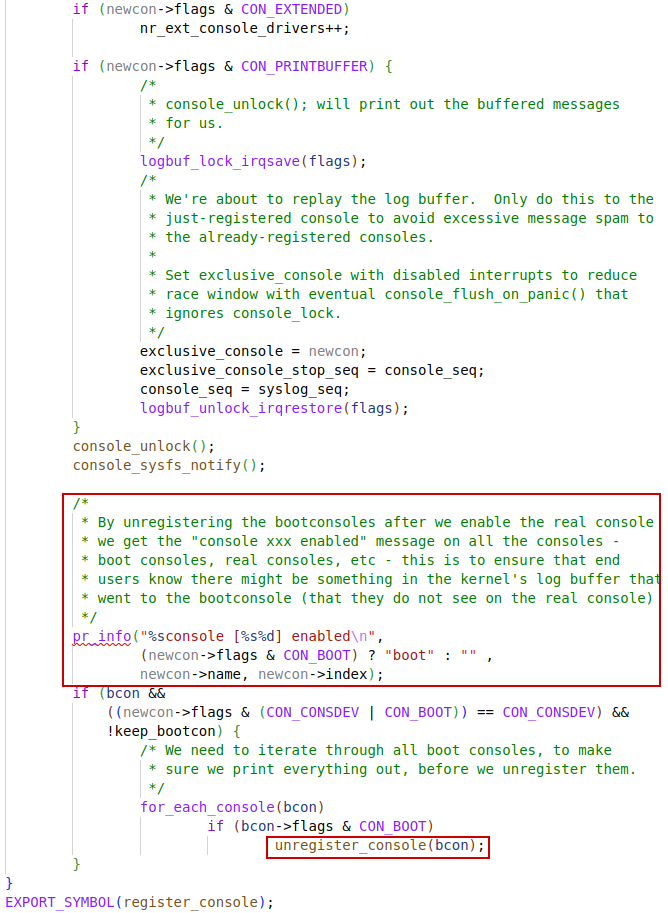 if (newcon->flags & CON_EXTENDED)
nr_ext_console_drivers++;
if (newcon->flags & CON_PRINTBUFFER) {
/*
* console_unlock(); will print out the buffered messages
* for us.
*/
logbuf_lock_irqsave(flags);
/*
* We're about to replay the log buffer.  Only do this to the
* just-registered console to avoid excessive message spam to
* the already-registered consoles.
*
* Set exclusive_console with disabled interrupts to reduce
* race window with eventual console_flush_on_panic() that
* ignores console_lock.
*/
exclusive_console = newcon;
exclusive_console_stop_seq = console_seq;
console_seq = syslog_seq;
logbuf_unlock_irqrestore(flags);
}
console_unlock();
console_sysfs_notify();
/*
* By unregistering the bootconsoles after we enable the real console
* we get the "console xxx enabled" message on all the consoles -
* boot consoles, real consoles, etc - this is to ensure that end
* users know there might be something in the kernel's log buffer that
* went to the bootconsole (that they do not see on the real console)
*/
pr_info("%sconsole [%s%d] enabled\n",
(newcon->flags & CON_BOOT) ? "boot" : "" ,
newcon->name, newcon->index);
if (bcon &&
((newcon->flags & (CON_CONSDEV | CON_BOOT)) == CON_CONSDEV) &&
!keep_bootcon) {
/* We need to iterate through all boot consoles, to make
* sure we print everything out, before we unregister them.
*/
for_each_console(bcon)
if (bcon->flags & CON_BOOT)
unregister_console(bcon);
}
}
EXPORT_SYMBOL(register_console);